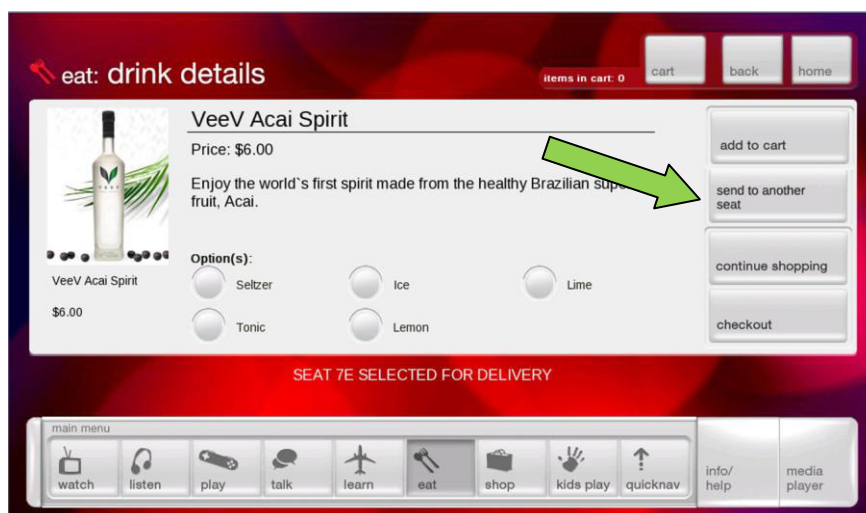 eat: drink details
items in cart: 0
cart
back
home
VeeV Acai Spirit
Price: $6.00
Enjoy the world`s first spirit made from the healthy Brazilian
fruit, Acai.
Option(s):
Seltzer
Ice
Lime
Tonic
Lemon
VEEV
VeeV Acai Spirit
$6.00
add to cart
send to another
seat
continue shopping
checkout
SEAT 7E SELECTED FOR DELIVERY
main menu
watch
listen
play
talk
learn
eat
shop
kids play
quicknav
info/
help
media
player